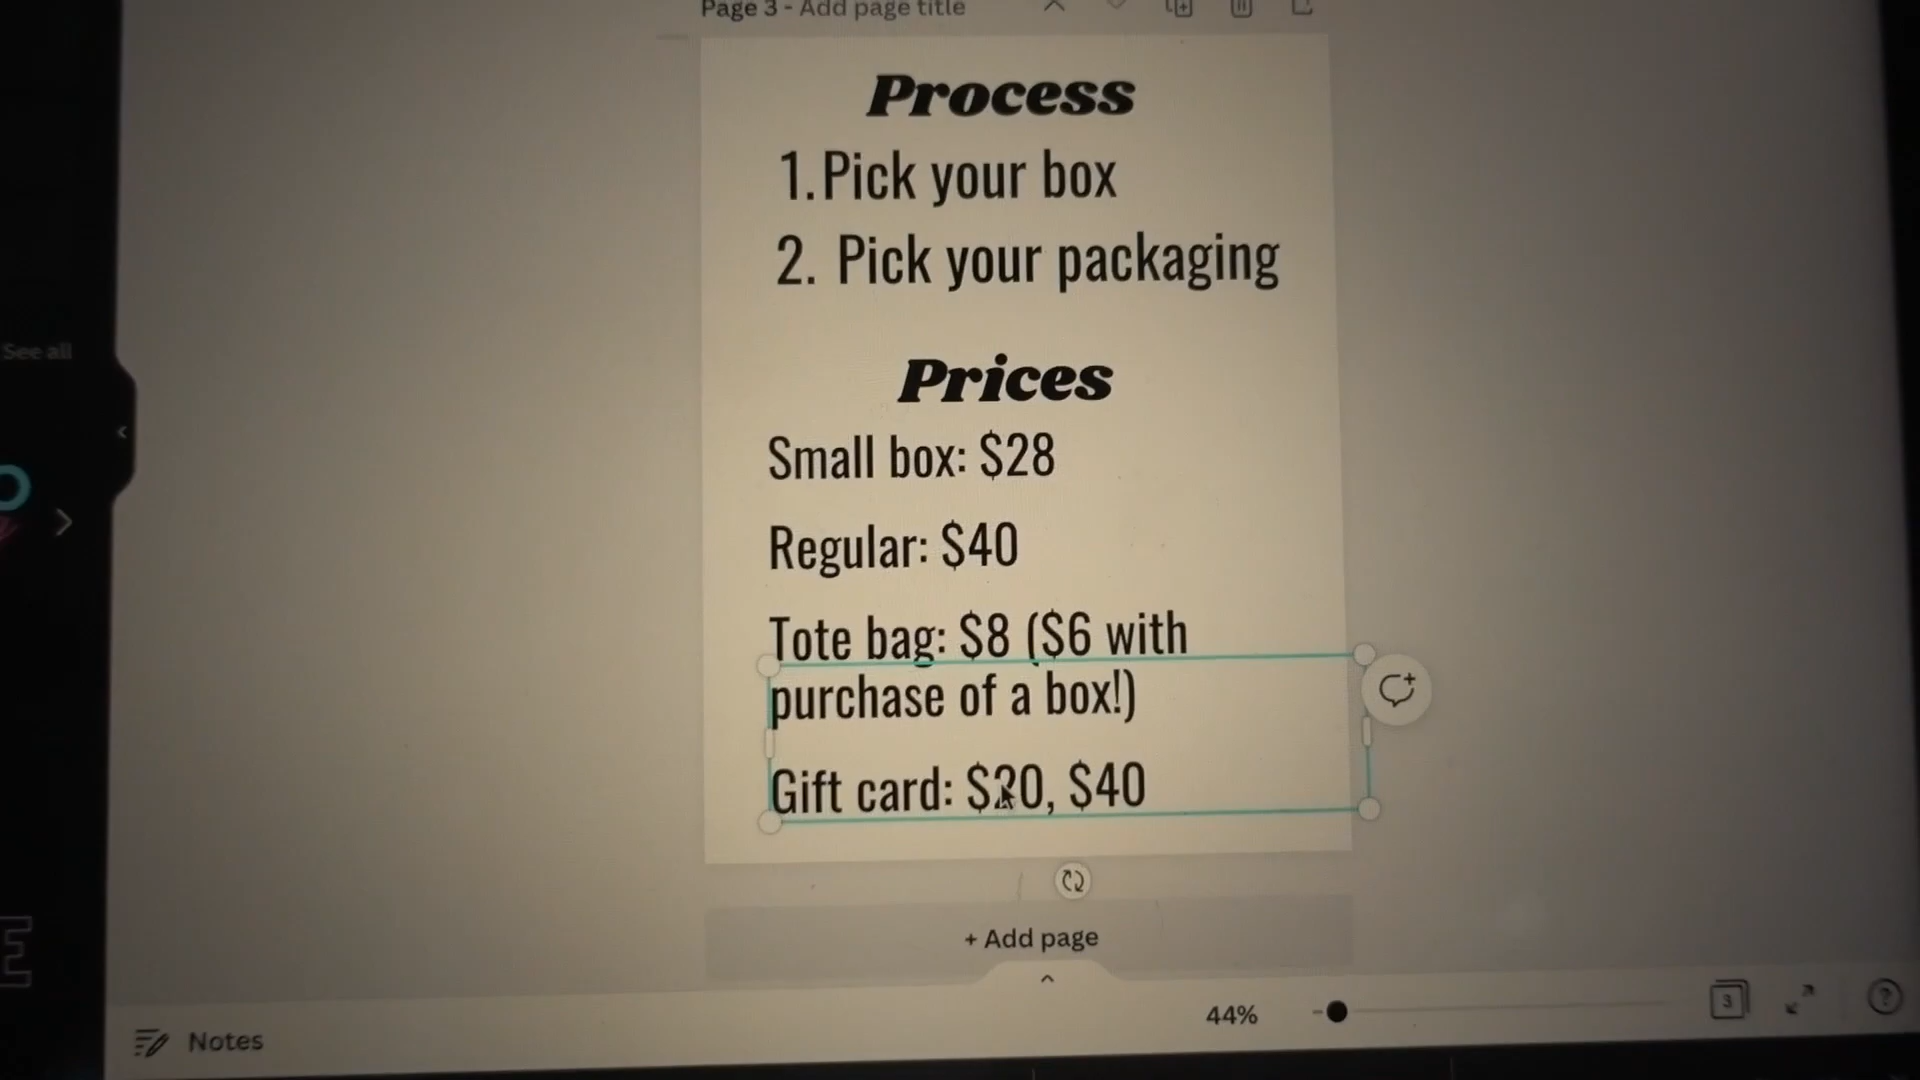 Page 3 - Add page title
Process
1. Pick your box
2. Pick your packaging
See all
Prices
Small box: $28
Regular: $40
Tote bag: $8 ($6 with
purchase of a box!)
Gift card: $20, $40
+ Add page
E
44%
3
Notes